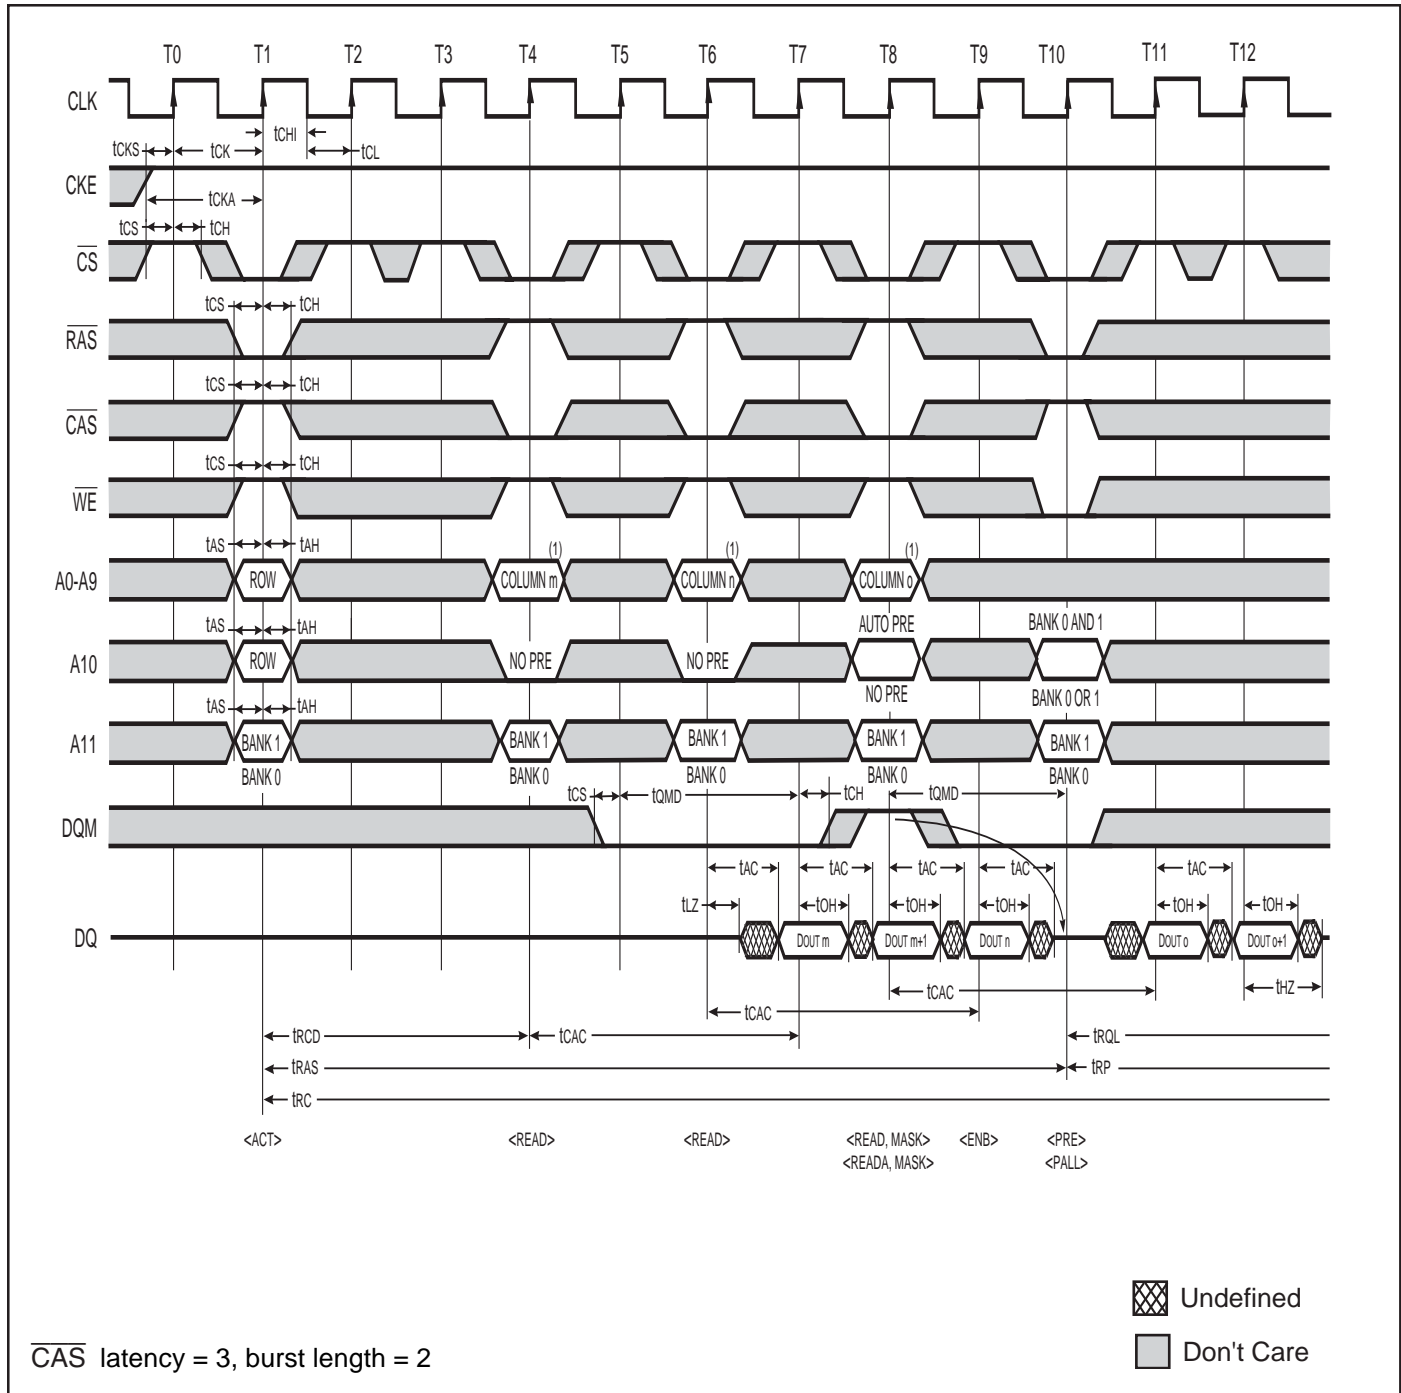 T0 T1 T2 T3 T4 T5 T6 T7 T8 T9 T10 T11 T12
CLK
tCHI
tCKS tCK tCL
CKE
tCKA
tCS tCH
CS
tCS tCH
RAS
tCS tCH
CAS
tCS tCH
WE
tAS tAH
(1) (1) (1)
A0-A9 ROW COLUMN m COLUMN n COLUMN o
tAS tAH AUTO PRE BANK 0 AND 1
A10 ROW NO PRE NO PRE
NO PRE BANK 0 OR 1
tAS tAH
A11 BANK 1 BANK 1 BANK 1 BANK 1 BANK 1
BANK 0 BANK 0 BANK 0 BANK 0 BANK 0
tCS tQMD tCH tQMD
DQM
tAC tAC tAC tAC tAC
tLZ tOH tOH tOH tOH tOH
DQ DOUT m DOUT m+1 DOUT n DOUT o DOUT o+1
tCAC tHZ
tCAC
tRCD tCAC tRQL
tRAS tRP
tRC
<ACT> <READ> <READ> <READ, MASK> <ENB> <PRE>
<READA, MASK> <PALL>
Undefined
Don't Care
CAS latency = 3, burst length = 2